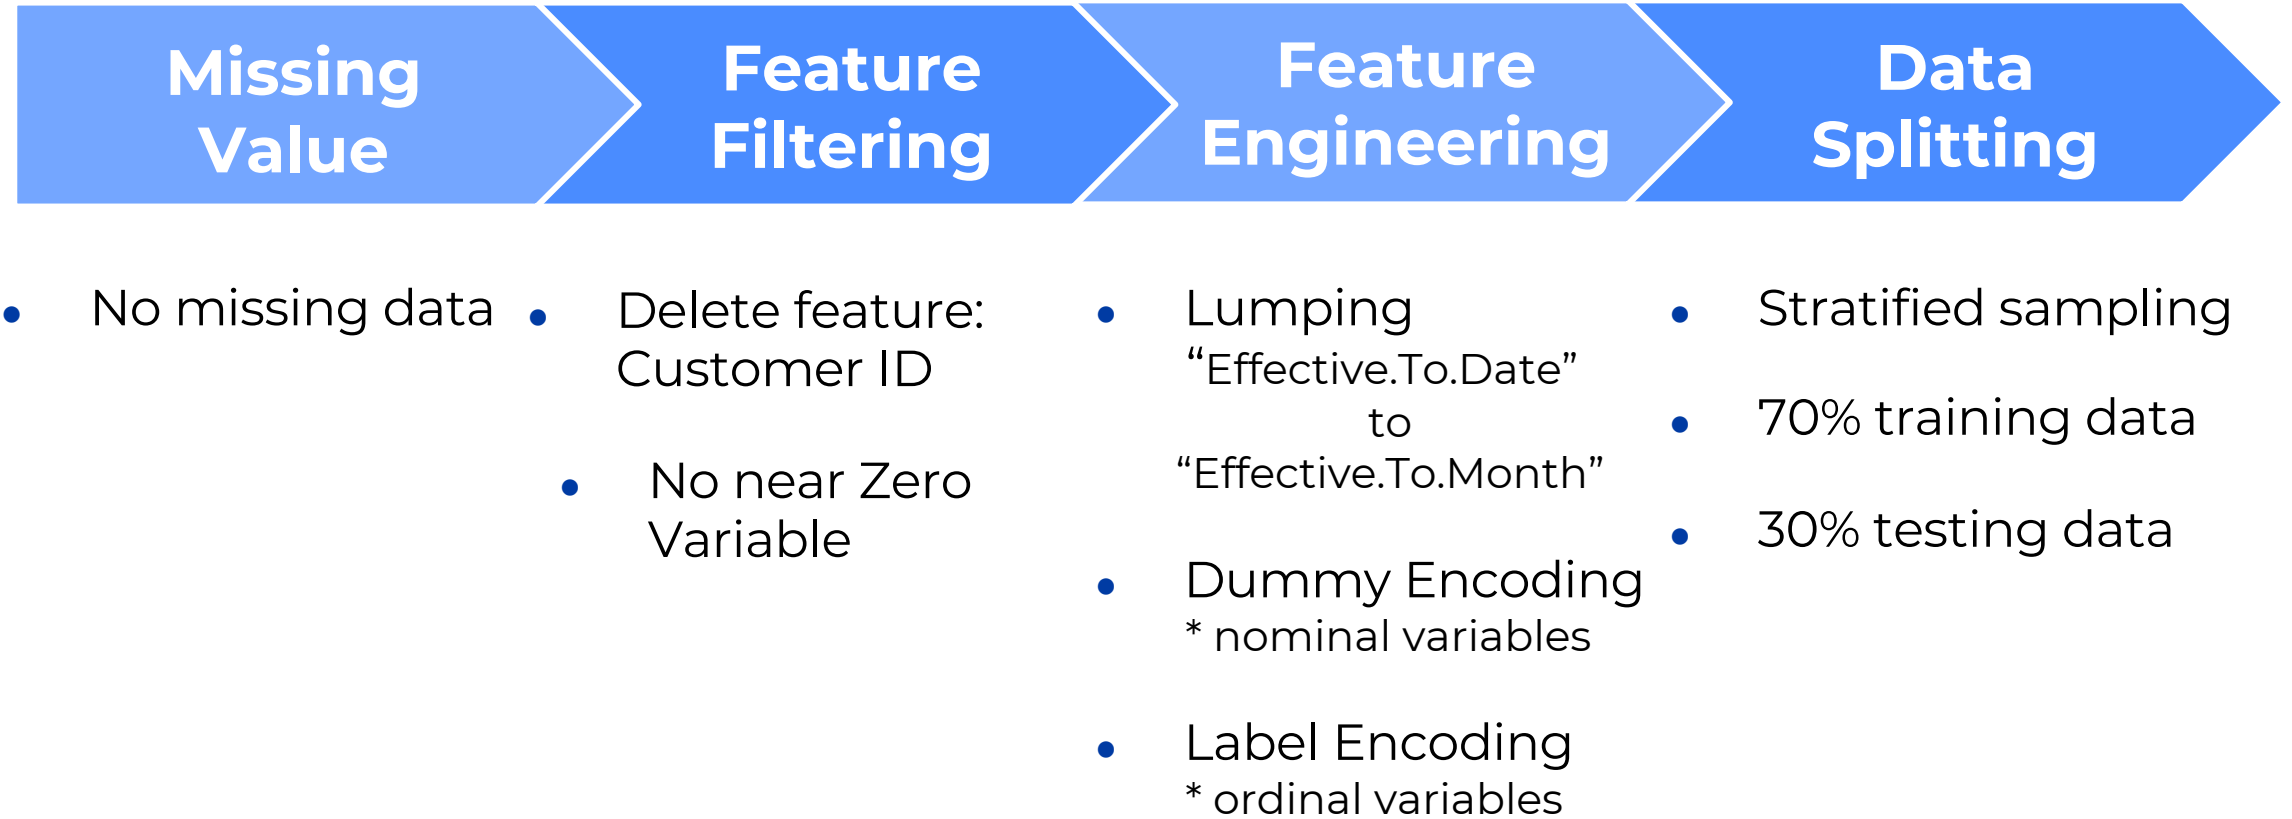 Missing
Value
Feature
Filtering
Feature
Engineering
Data
Splitting
• No missing data
• Delete feature:
Customer ID
• No near Zero
Variable
• Lumping
“Effective.To.Date”
to
“Effective.To.Month”
• Dummy Encoding
* nominal variables
• Label Encoding
* ordinal variables
• Stratified sampling
• 70% training data
• 30% testing data